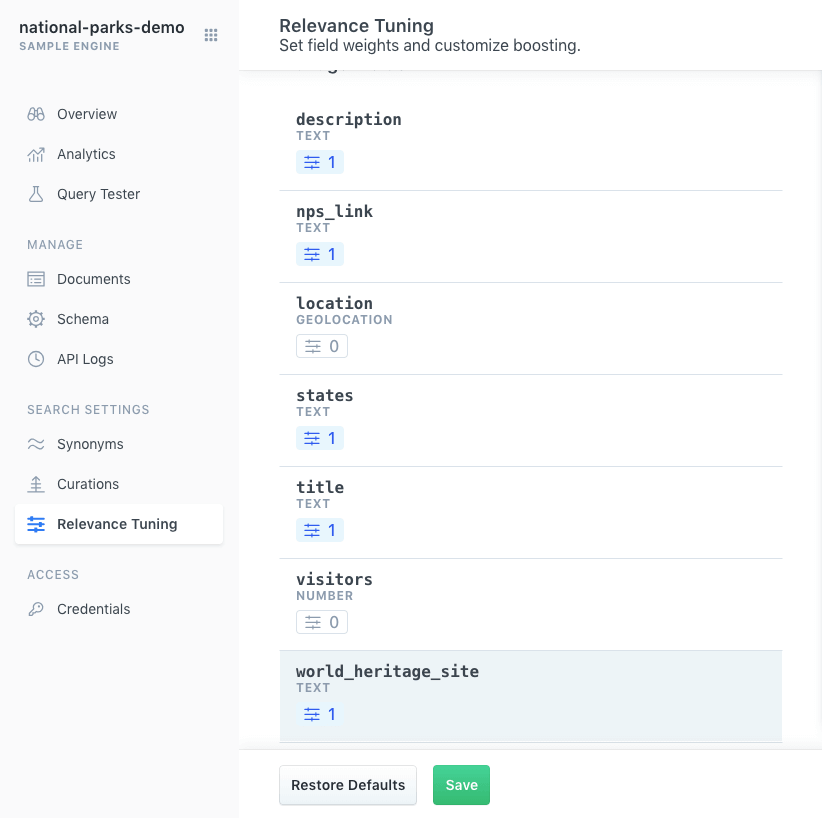 national-parks-demo
SAMPLE ENGINE
Overview
Analytics
Query Tester
MANAGE
Documents
Schema
API Logs
SEARCH SETTINGS
Synonyms
Curations
Relevance Tuning
ACCESS
Credentials
Relevance Tuning
Set field weights and customize boosting.
description
TEXT
1
nps_link
TEXT
1
location
GEOLOCATION
0
states
TEXT
1
title
TEXT
1
visitors
NUMBER
0
world_heritage_site
TEXT
1
Restore Defaults
Save